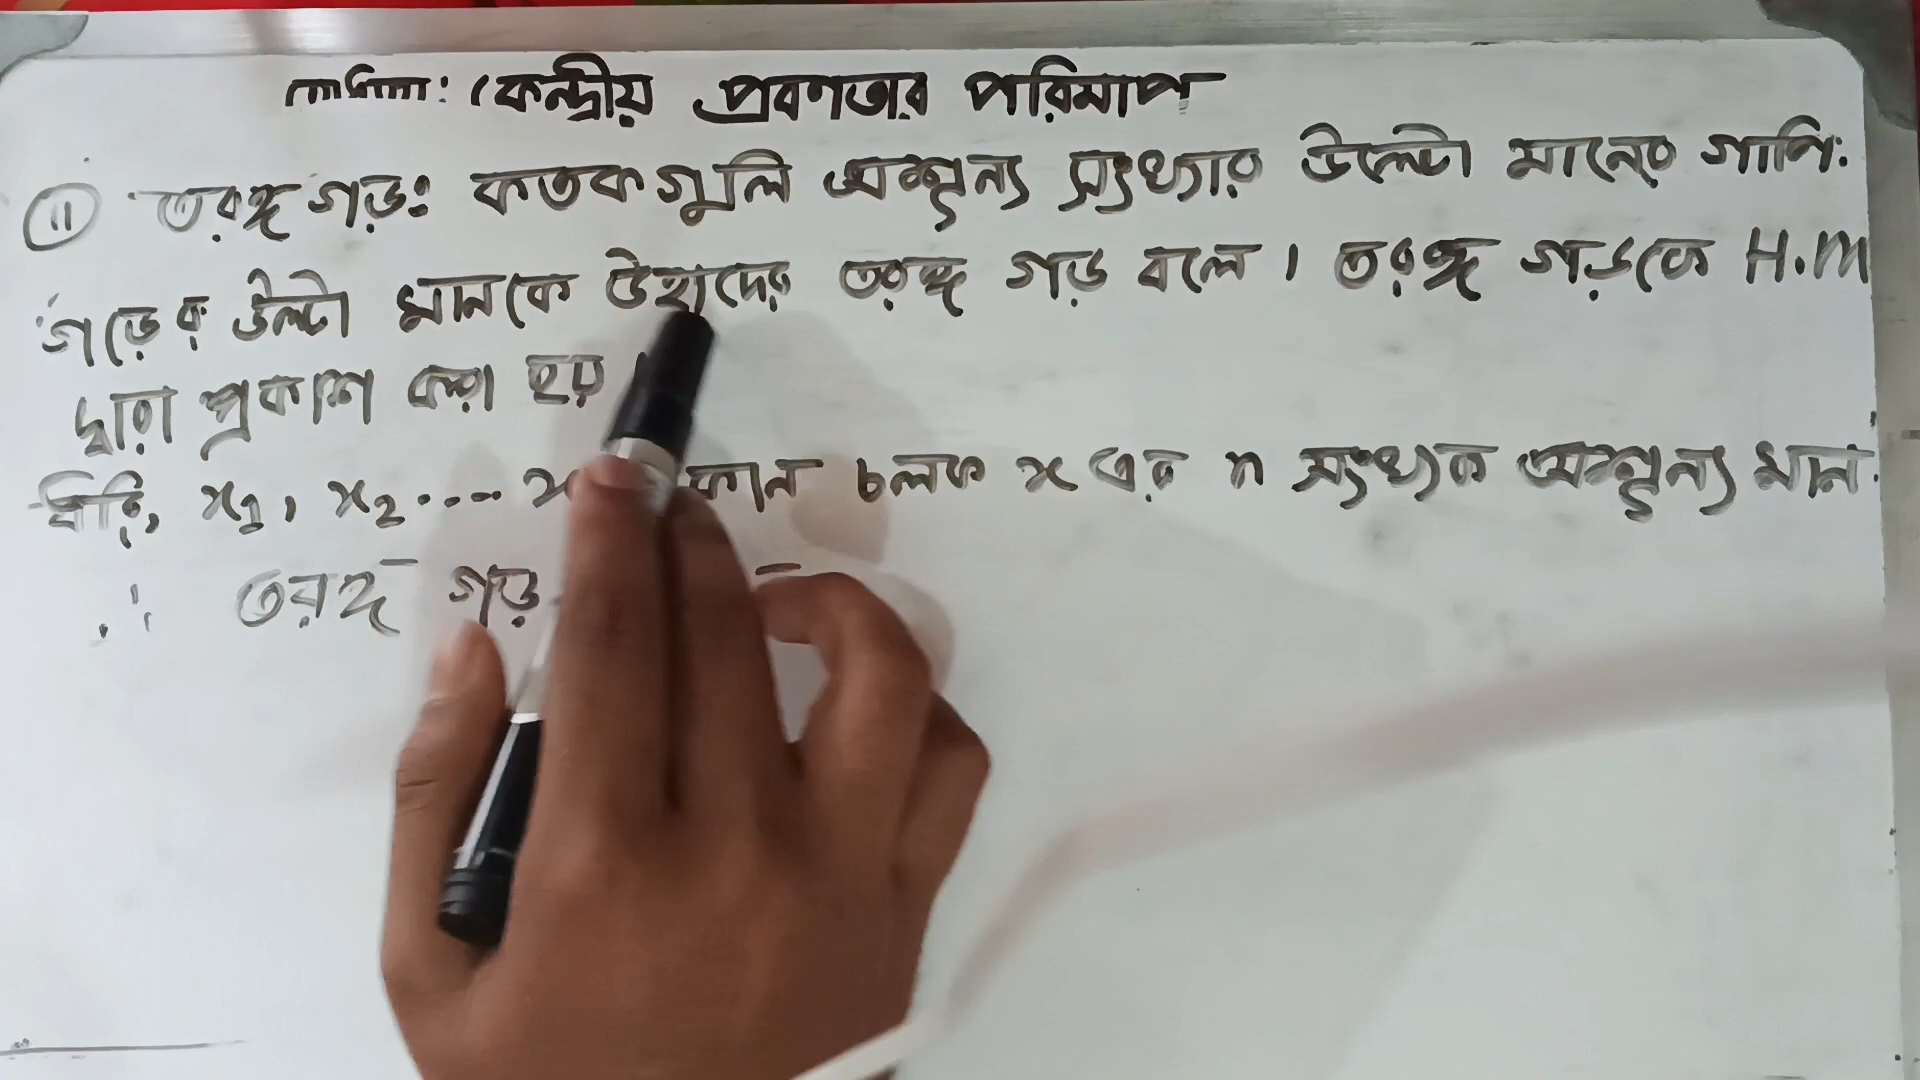 কেন্দ্রীয় প্রবণতার পরিমাপ
11 তরঙ্গ গড়ঃ কতকগুলি অশূন্য সংখ্যার উল্টো মানের গাণি:
গড়ের উল্টা মানকে উহাদের তরঙ্গ গড় বলে। তরঙ্গ গড়কে H.M
দ্বারা প্রকাশ করা হয়
ধরি, x₁, x₂.... চলক x এর n সংখ্যক অশূন্য মান.
∴ তরঙ্গ গড়